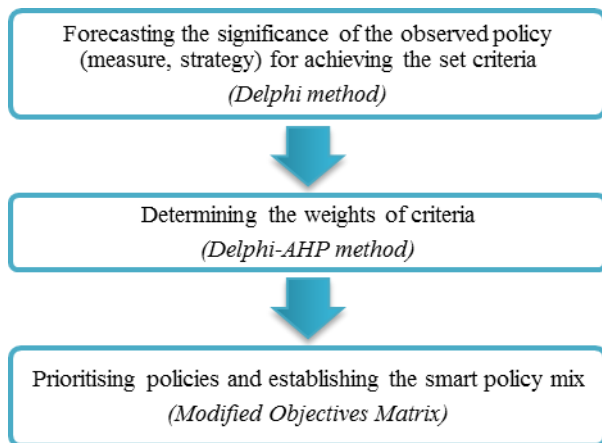 Forecasting the significance of the observed policy
(measure, strategy) for achieving the set criteria
(Delphi method)
Determining the weights of criteria
(Delphi-AHP method)
Prioritising policies and establishing the smart policy mix
(Modified Objectives Matrix)